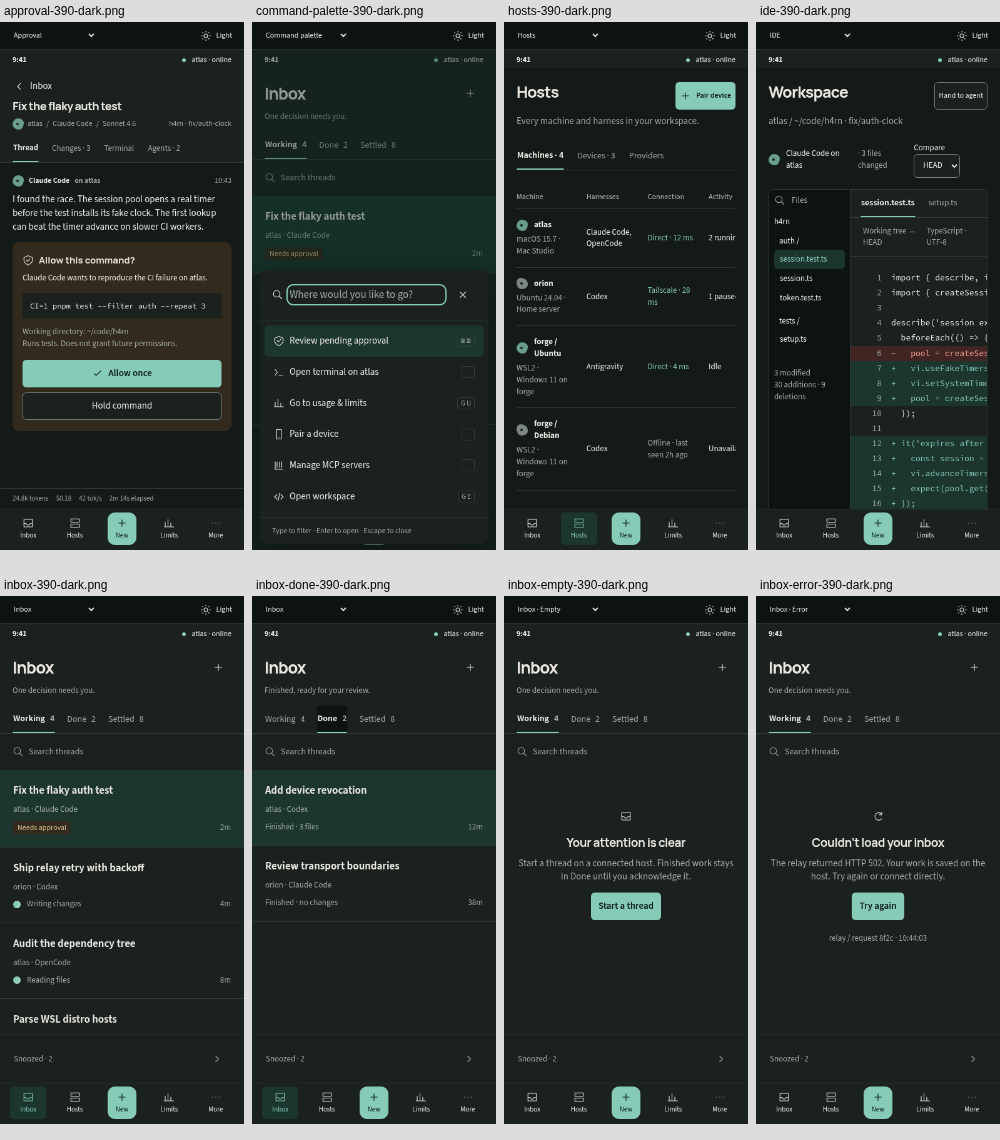 approval-390-dark.png
Approval
Light
9:41
atlas · online
Inbox
Fix the flaky auth test
atlas / Claude Code / Sonnet 4.6
h4rn · fix/auth-clock
Thread
Changes · 3
Terminal
Agents · 2
Claude Code on atlas
10:43
I found the race. The session pool opens a real timer
before the test installs its fake clock. The first lookup
can beat the timer advance on slower CI workers.
Allow this command?
Claude Code wants to reproduce the CI failure on atlas.
CI=1 pnpm test --filter auth --repeat 3
Working directory: ~/code/h4rn
Runs tests. Does not grant future permissions.
Allow once
Hold command
24.8k tokens
$0.18
42 tok/s
2m 14s elapsed
Inbox
Hosts
New
Limits
More
command-palette-390-dark.png
Command palette
Light
9:41
atlas · online
Inbox
One decision needs you.
Working 4
Done 2
Settled 8
Search threads
Fix the flaky auth test
atlas · Claude Code
Needs approval
2m
Where would you like to go?
Review pending approval
Open terminal on atlas
Go to usage & limits
G U
Pair a device
Manage MCP servers
Open workspace
G E
Type to filter · Enter to open · Escape to close
hosts-390-dark.png
Hosts
Light
9:41
atlas · online
Hosts
Pair device
Every machine and harness in your workspace.
Machines · 4
Devices · 3
Providers
Machine
Harnesses
Connection
Activity
atlas
macOS 15.7 ·
Mac Studio
Claude Code,
OpenCode
Direct · 12 ms
2 runnin
orion
Ubuntu 24.04 ·
Home server
Codex
Tailscale · 28
ms
1 pause
forge /
Ubuntu
WSL2 ·
Windows 11 on
forge
Antigravity
Direct · 4 ms
Idle
forge /
Debian
WSL2 ·
Windows 11 on
forge
Codex
Offline · last
seen 2h ago
Unavaila
Inbox
Hosts
New
Limits
More
ide-390-dark.png
IDE
Light
9:41
atlas · online
Workspace
Hand to agent
atlas / ~/code/h4rn · fix/auth-clock
Claude Code on
atlas
· 3 files
changed
Compare
HEAD
Files
h4rn
auth /
session.test.ts
session.ts
token.test.ts
tests /
setup.ts
3 modified
30 additions · 9
deletions
session.test.ts
setup.ts
Working tree ↔
HEAD
TypeScript ·
UTF-8
1 import { describe, i
2 import { createSessi
3
4 describe('session ex
5 beforeEach(() => {
6 − pool = createSes
7 + vi.useFakeTimers
8 + vi.setSystemTime
9 + pool = createSes
10 });
11
12 + it('expires after
13 + const session =
14 + vi.advanceTimers
15 + expect(pool.get(
16 + });
Inbox
Hosts
New
Limits
More
inbox-390-dark.png
Inbox
Light
9:41
atlas · online
Inbox
One decision needs you.
Working 4
Done 2
Settled 8
Search threads
Fix the flaky auth test
atlas · Claude Code
Needs approval
2m
Ship relay retry with backoff
orion · Codex
Writing changes
4m
Audit the dependency tree
atlas · OpenCode
Reading files
8m
Parse WSL distro hosts
Snoozed · 2
Inbox
Hosts
New
Limits
More
inbox-done-390-dark.png
Inbox
Light
9:41
atlas · online
Inbox
Finished, ready for your review.
Working 4
Done 2
Settled 8
Search threads
Add device revocation
atlas · Codex
Finished · 3 files
12m
Review transport boundaries
orion · Claude Code
Finished · no changes
38m
Snoozed · 2
Inbox
Hosts
New
Limits
More
inbox-empty-390-dark.png
Inbox · Empty
Light
9:41
atlas · online
Inbox
One decision needs you.
Working 4
Done 2
Settled 8
Search threads
Your attention is clear
Start a thread on a connected host. Finished work stays
in Done until you acknowledge it.
Start a thread
Snoozed · 2
Inbox
Hosts
New
Limits
More
inbox-error-390-dark.png
Inbox · Error
Light
9:41
atlas · online
Inbox
One decision needs you.
Working 4
Done 2
Settled 8
Search threads
Couldn't load your inbox
The relay returned HTTP 502. Your work is saved on the
host. Try again or connect directly.
Try again
relay / request 8f2c · 10:44:03
Snoozed · 2
Inbox
Hosts
New
Limits
More